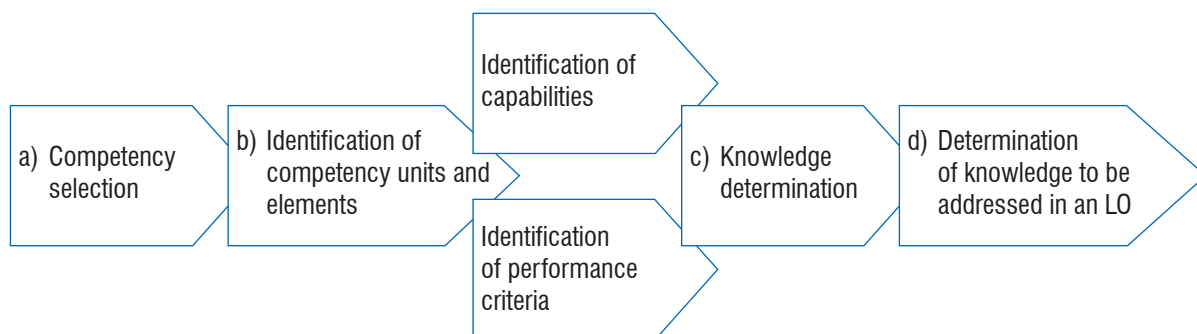 a) Competency
selection
b) Identification of
competency units and
elements
Identification of
capabilities
Identification
of performance
criteria
c) Knowledge
determination
d) Determination
of knowledge to be
addressed in an LO